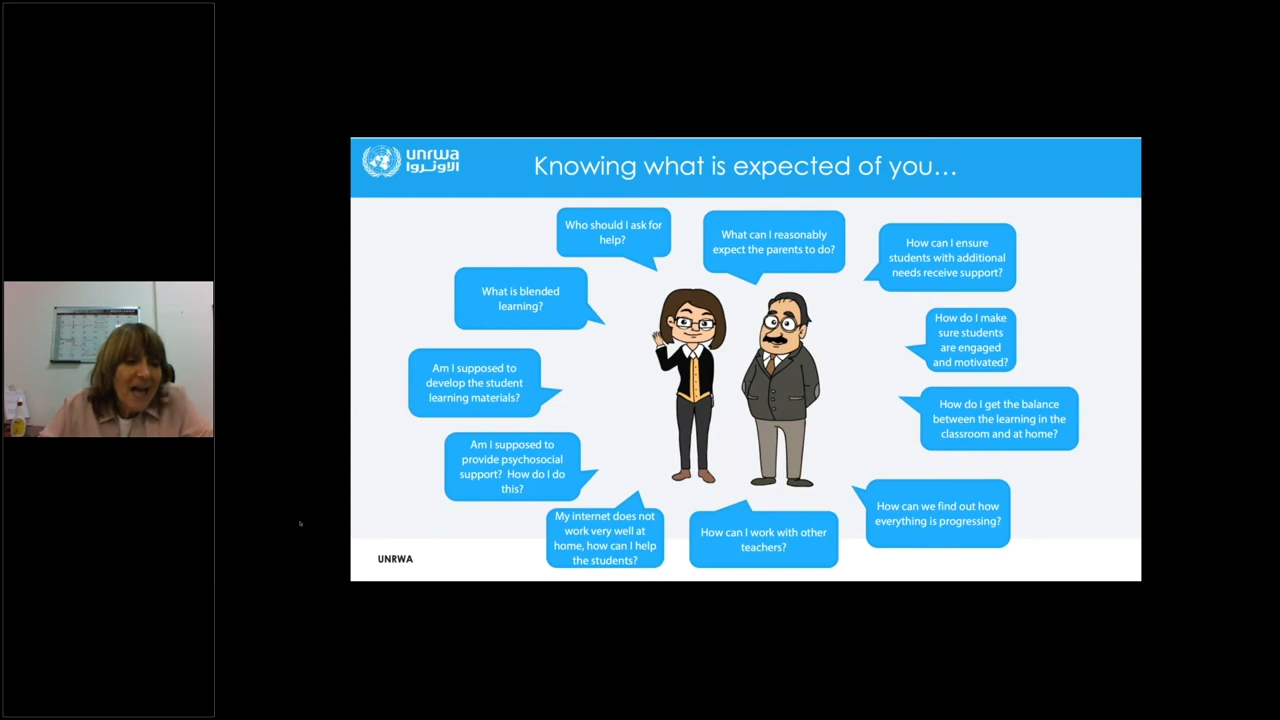 unrwa
الأونروا
Knowing what is expected of you...
Who should I ask for
help?
What can I reasonably
expect the parents to do?
How can I ensure
students with additional
needs receive support?
What is blended
learning?
How do I make
sure students
are engaged
and motivated?
Am I supposed to
develop the student
learning materials?
How do I get the balance
between the learning in the
classroom and at home?
Am I supposed to
provide psychosocial
support? How do I do
this?
How can we find out how
everything is progressing?
My internet does not
work very well at
home, how can I help
the students?
How can I work with other
teachers?
UNRWA